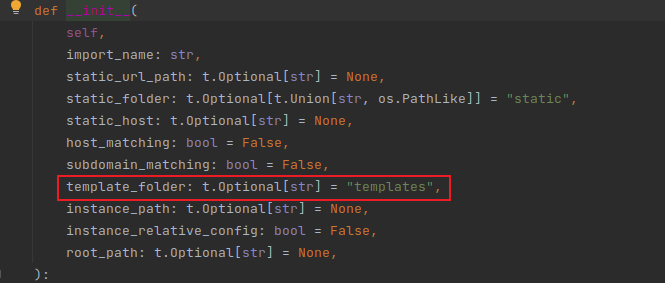 def __init__(
self,
import_name: str,
static_url_path: t.Optional[str] = None,
static_folder: t.Optional[t.Union[str, os.PathLike]] = "static",
static_host: t.Optional[str] = None,
host_matching: bool = False,
subdomain_matching: bool = False,
template_folder: t.Optional[str] = "templates",
instance_path: t.Optional[str] = None,
instance_relative_config: bool = False,
root_path: t.Optional[str] = None,
):